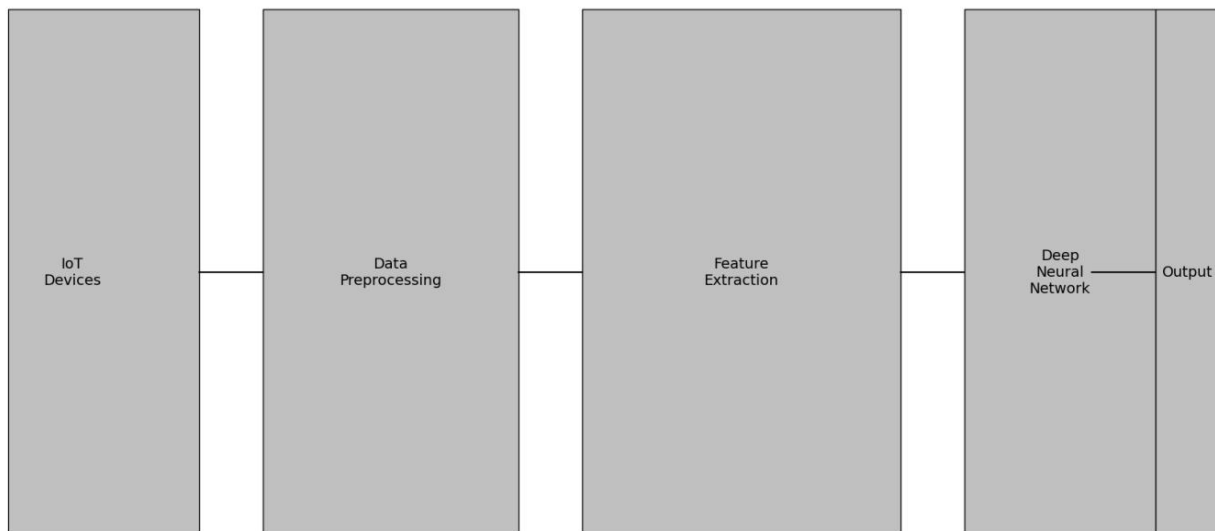 IoT
Devices
Data
Preprocessing
Feature
Extraction
Deep
Neural
Network
Output